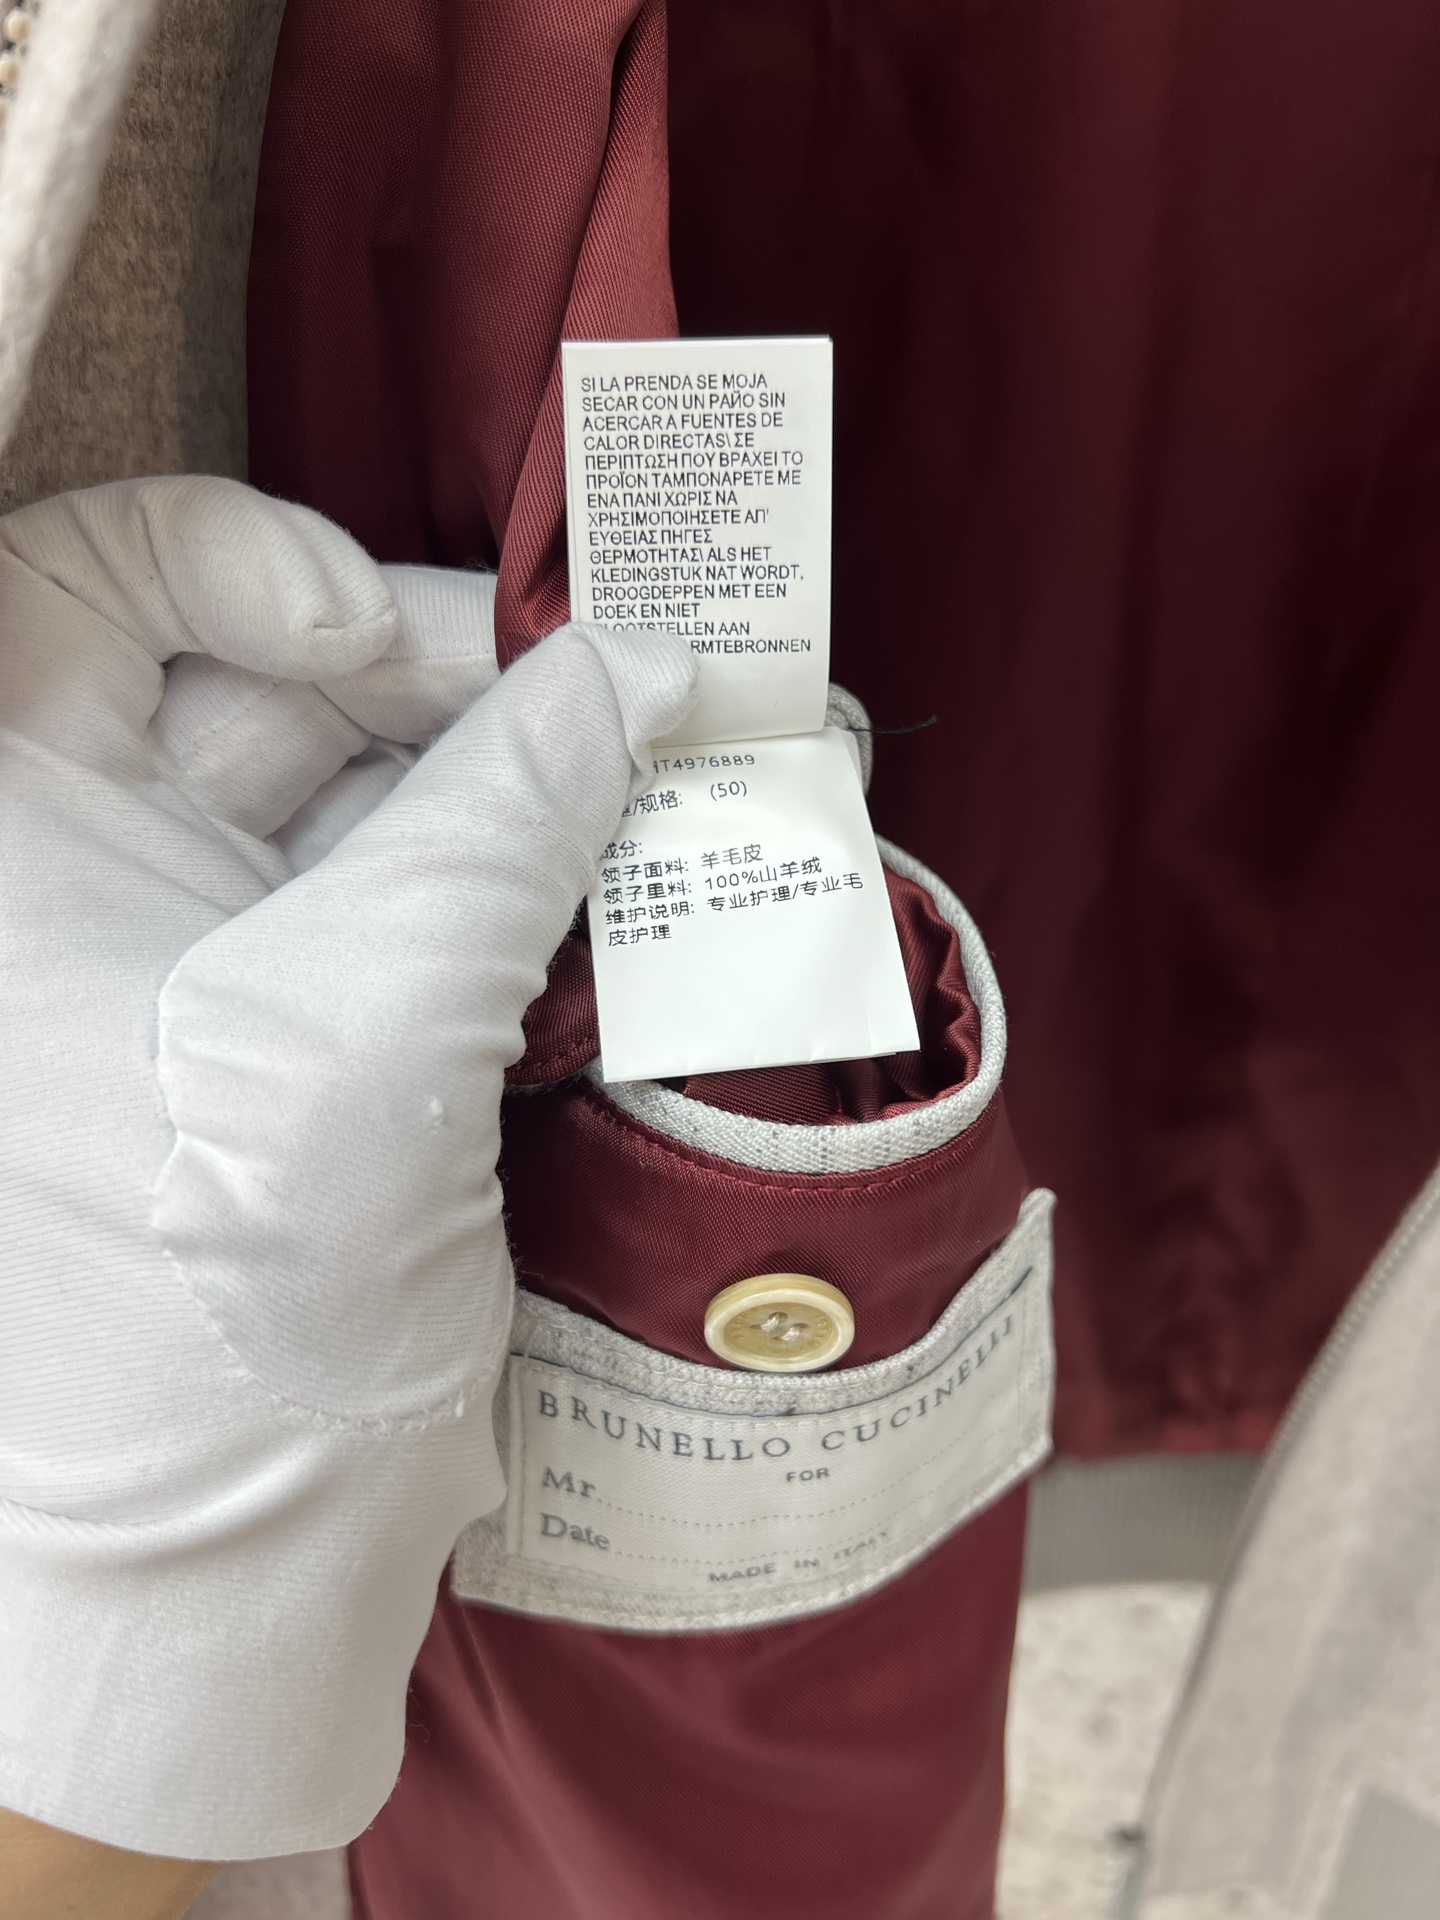 SI LA PRENDA SE MOJA
SECAR CON UN PAÑO SIN
ACERCAR A FUENTES DE
CALOR DIRECTAS\ ΣΕ
ΠΕΡΙΠΤΩΣΗ ΠΟΥ ΒΡΑΧΕΙ ΤΟ
ΠΡΟΪΟΝ ΤΑΜΠΟΝΑΡΕΤΕ ΜΕ
ΕΝΑ ΠΑΝΙ ΧΩΡΙΣ ΝΑ
ΧΡΗΣΙΜΟΠΟΙΗΣΕΤΕ ΑΠ'
ΕΥΘΕΙΑΣ ΠΗΓΕΣ
ΘΕΡΜΟΤΗΤΑΣ\ ALS HET
KLEDINGSTUK NAT WORDT,
DROOGDEPPEN MET EEN
DOEK EN NIET
AAN
T4976889
/规格: (50)
成分:
领子面料: 羊毛皮
领子里料: 100%山羊绒
维护说明: 专业护理/专业毛
皮护理
BRUNELLO CUCINELLI
FOR
Mr
Date
MADE IN ITALY